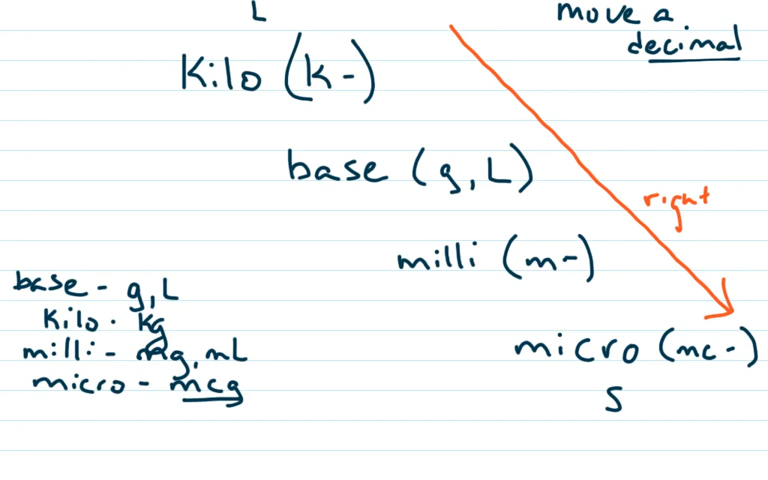 L
move a
decimal
Kilo (k-)
base (g, L)
right
milli (m-)
base - g, L
Kilo · kg
milli - mg, mL
micro - mcg
micro (mc-)
S